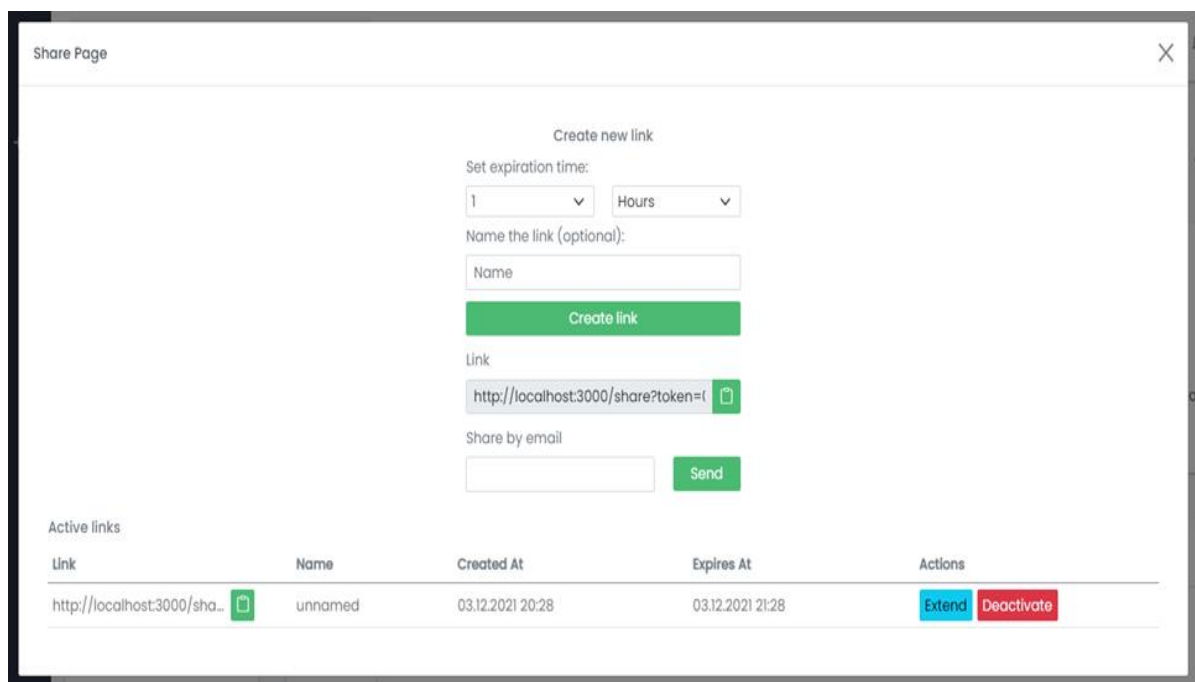 Share Page
Create new link
Set expiration time:
1 Hours
Name the link (optional):
Name
Create link
Link
http://localhost:3000/share?token=(
Share by email
Send
Active links
Link Name Created At Expires At Actions
http://localhost:3000/sha... unnamed 03.12.2021 20:28 03.12.2021 21:28 Extend Deactivate